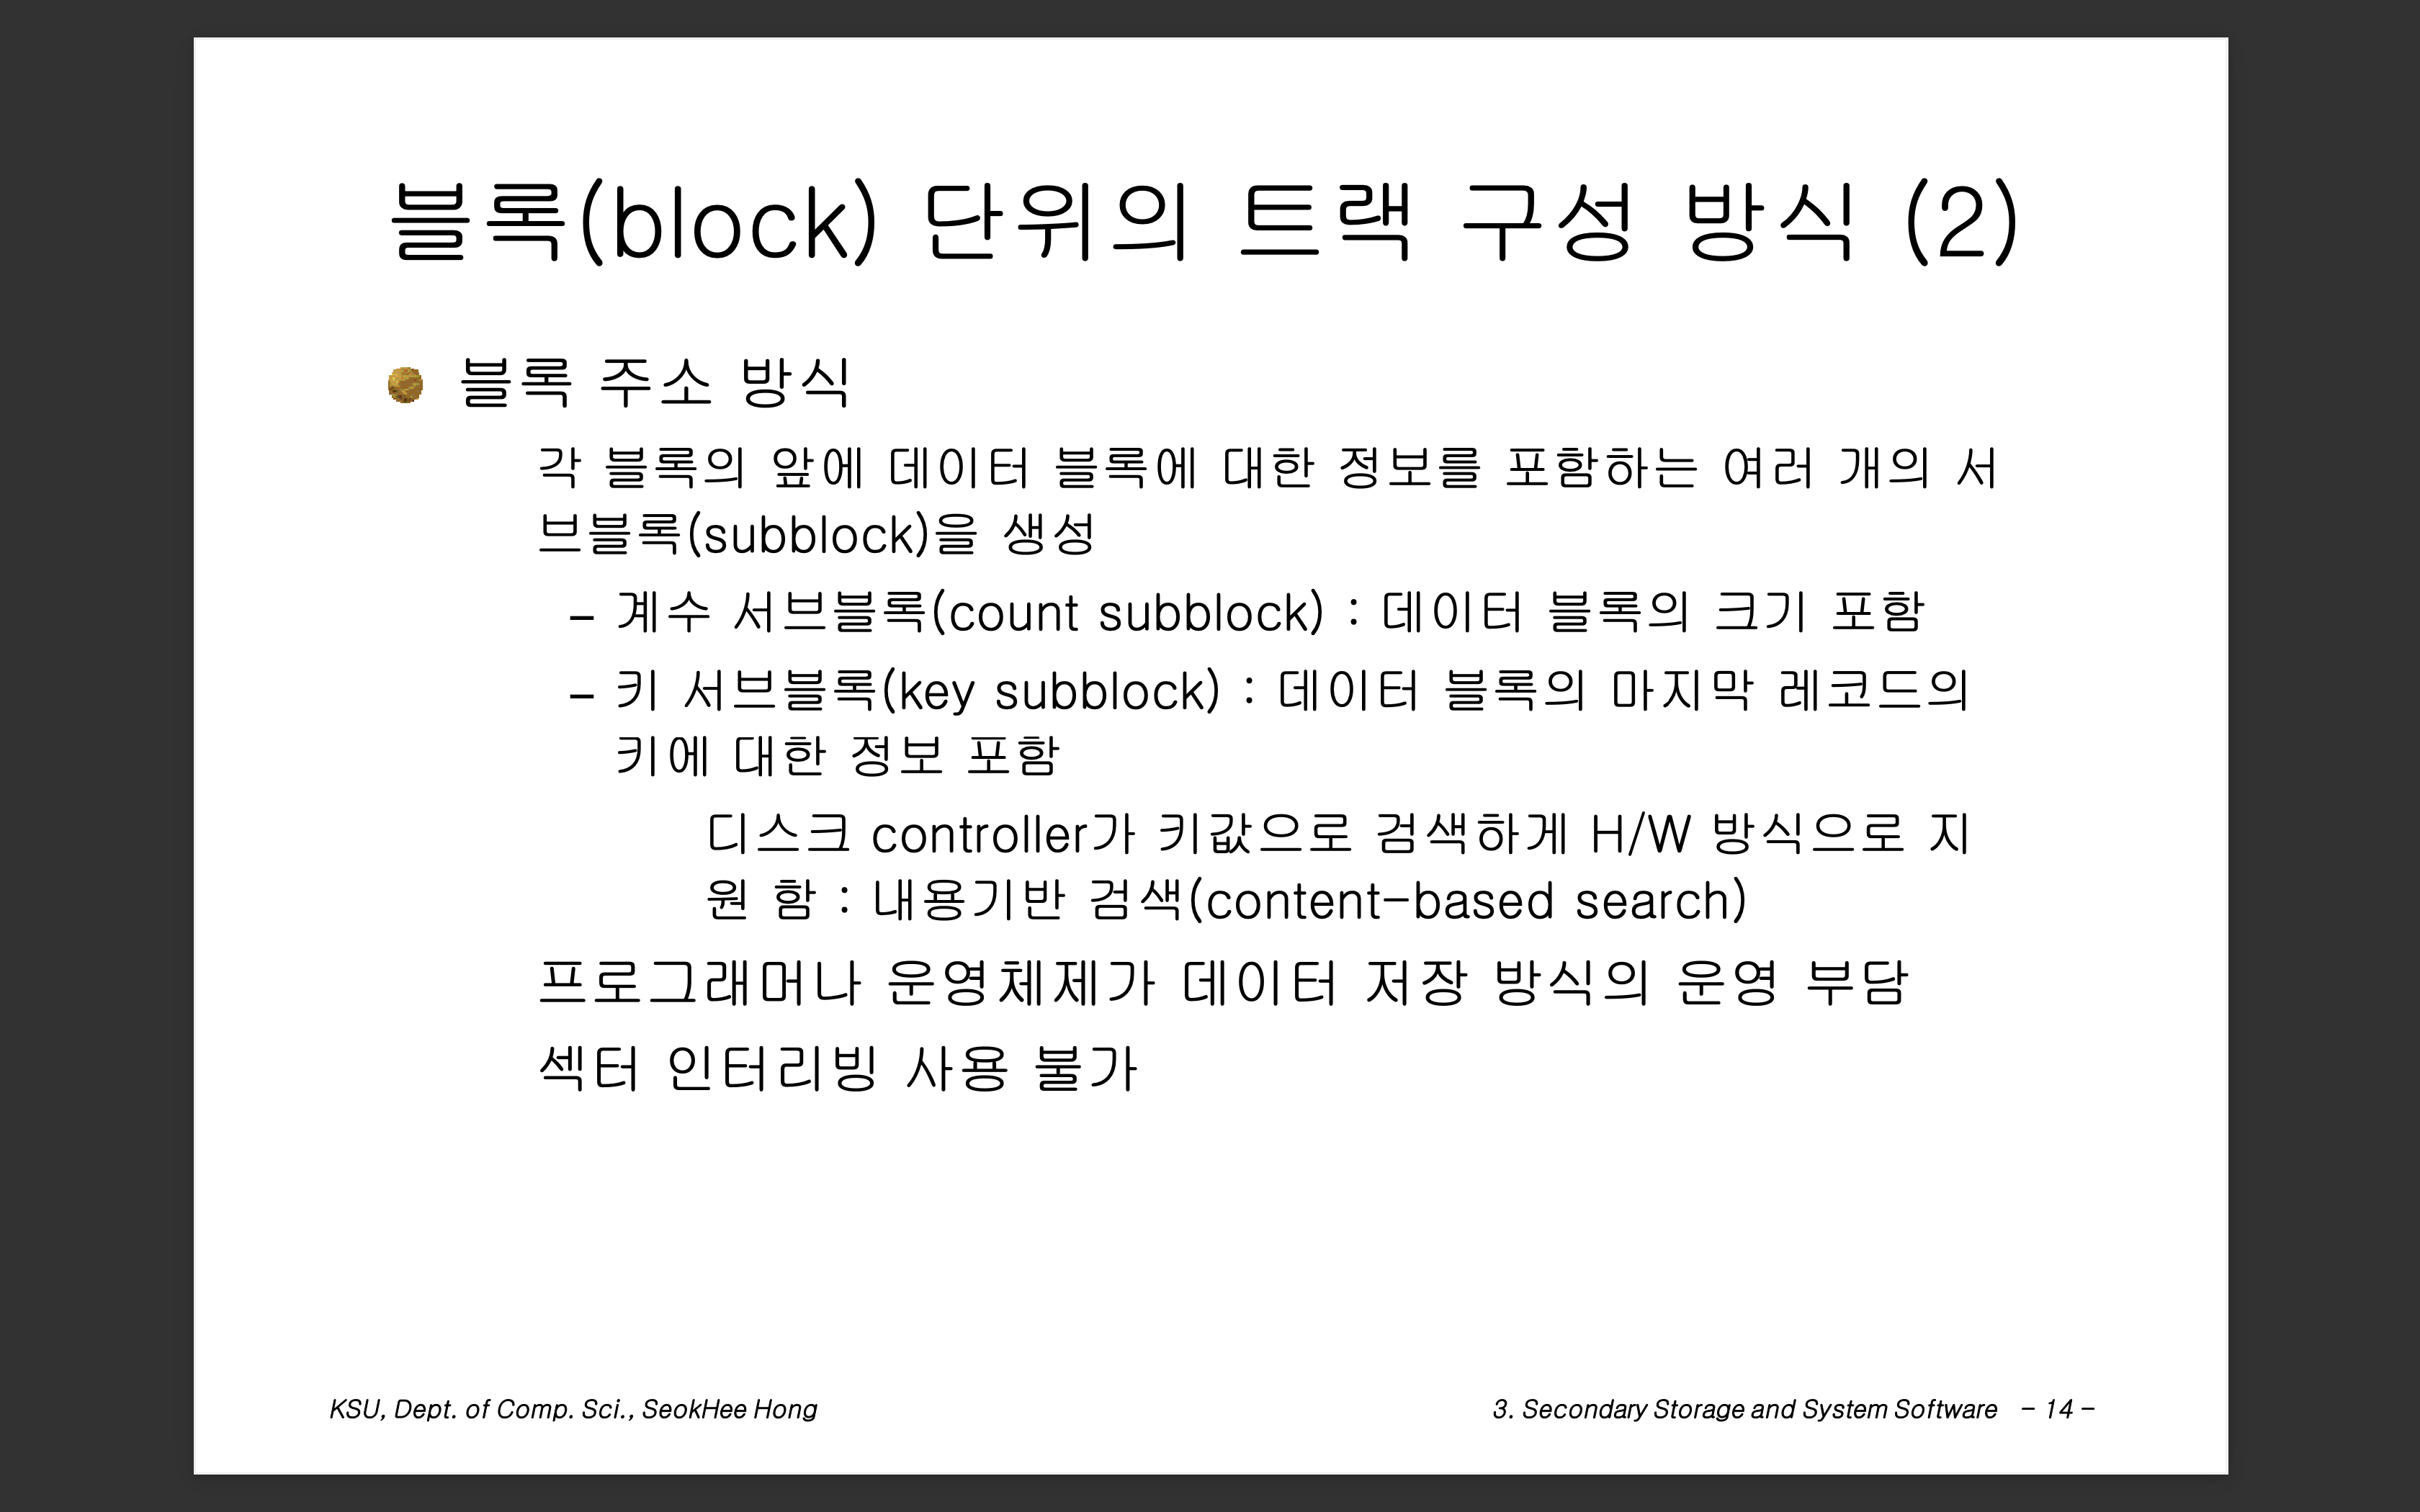 블록(block) 단위의 트랙 구성 방식 (2)
블록 주소 방식
각 블록의 앞에 데이터 블록에 대한 정보를 포함하는 여러 개의 서
브블록(subblock)을 생성
– 계수 서브블록(count subblock) : 데이터 블록의 크기 포함
– 키 서브블록(key subblock) : 데이터 블록의 마지막 레코드의
키에 대한 정보 포함
디스크 controller가 키값으로 검색하게 H/W 방식으로 지
원 함 : 내용기반 검색(content-based search)
프로그래머나 운영체제가 데이터 저장 방식의 운영 부담
섹터 인터리빙 사용 불가
KSU, Dept. of Comp. Sci., SeokHee Hong
3. Secondary Storage and System Software – 14 –